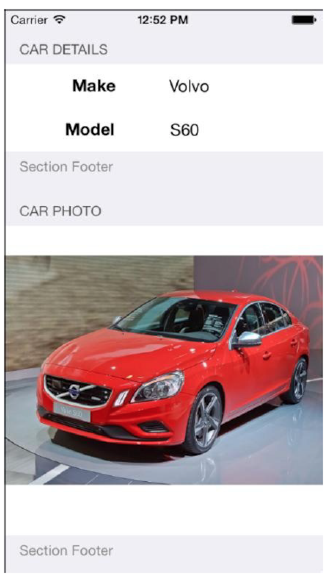 Carrier 12:52 PM
CAR DETAILS
Make Volvo
Model S60
Section Footer
CAR PHOTO
Section Footer